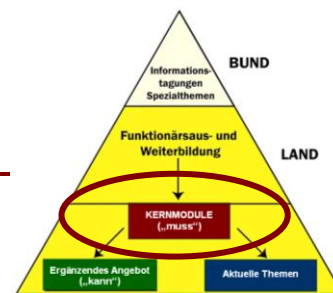 BUND
Informations-
tagungen
Spezialthemen
Funktionärsaus- und
Weiterbildung
LAND
KERNMODULE
(„muss“)
Ergänzendes Angebot
(„kann“)
Aktuelle Themen